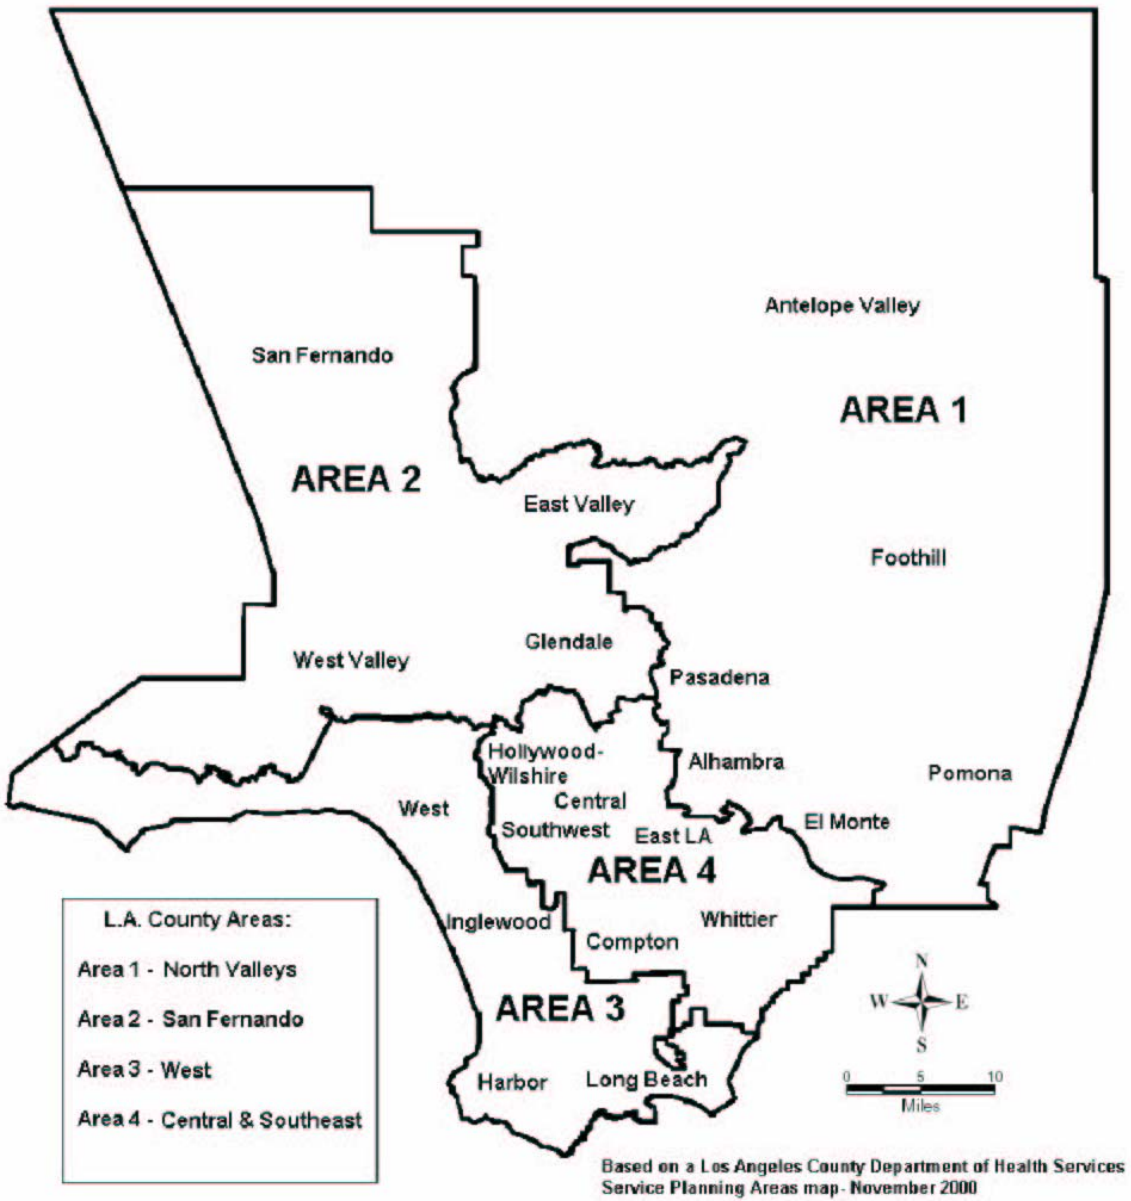 Antelope Valley
San Fernando
AREA 1
AREA 2
East Valley
Foothill
Glendale
West Valley
Pasadena
Hollywood-
Wilshire
Alhambra
Pomona
Central
West
Southwest
East LA
El Monte
AREA 4
Inglewood
Whittier
Compton
AREA 3
Harbor
Long Beach
L.A. County Areas:
Area 1 - North Valleys
Area 2 - San Fernando
Area 3 - West
Area 4 - Central & Southeast
N
W E
S
0 5 10
Miles
Based on a Los Angeles County Department of Health Services
Service Planning Areas map- November 2000